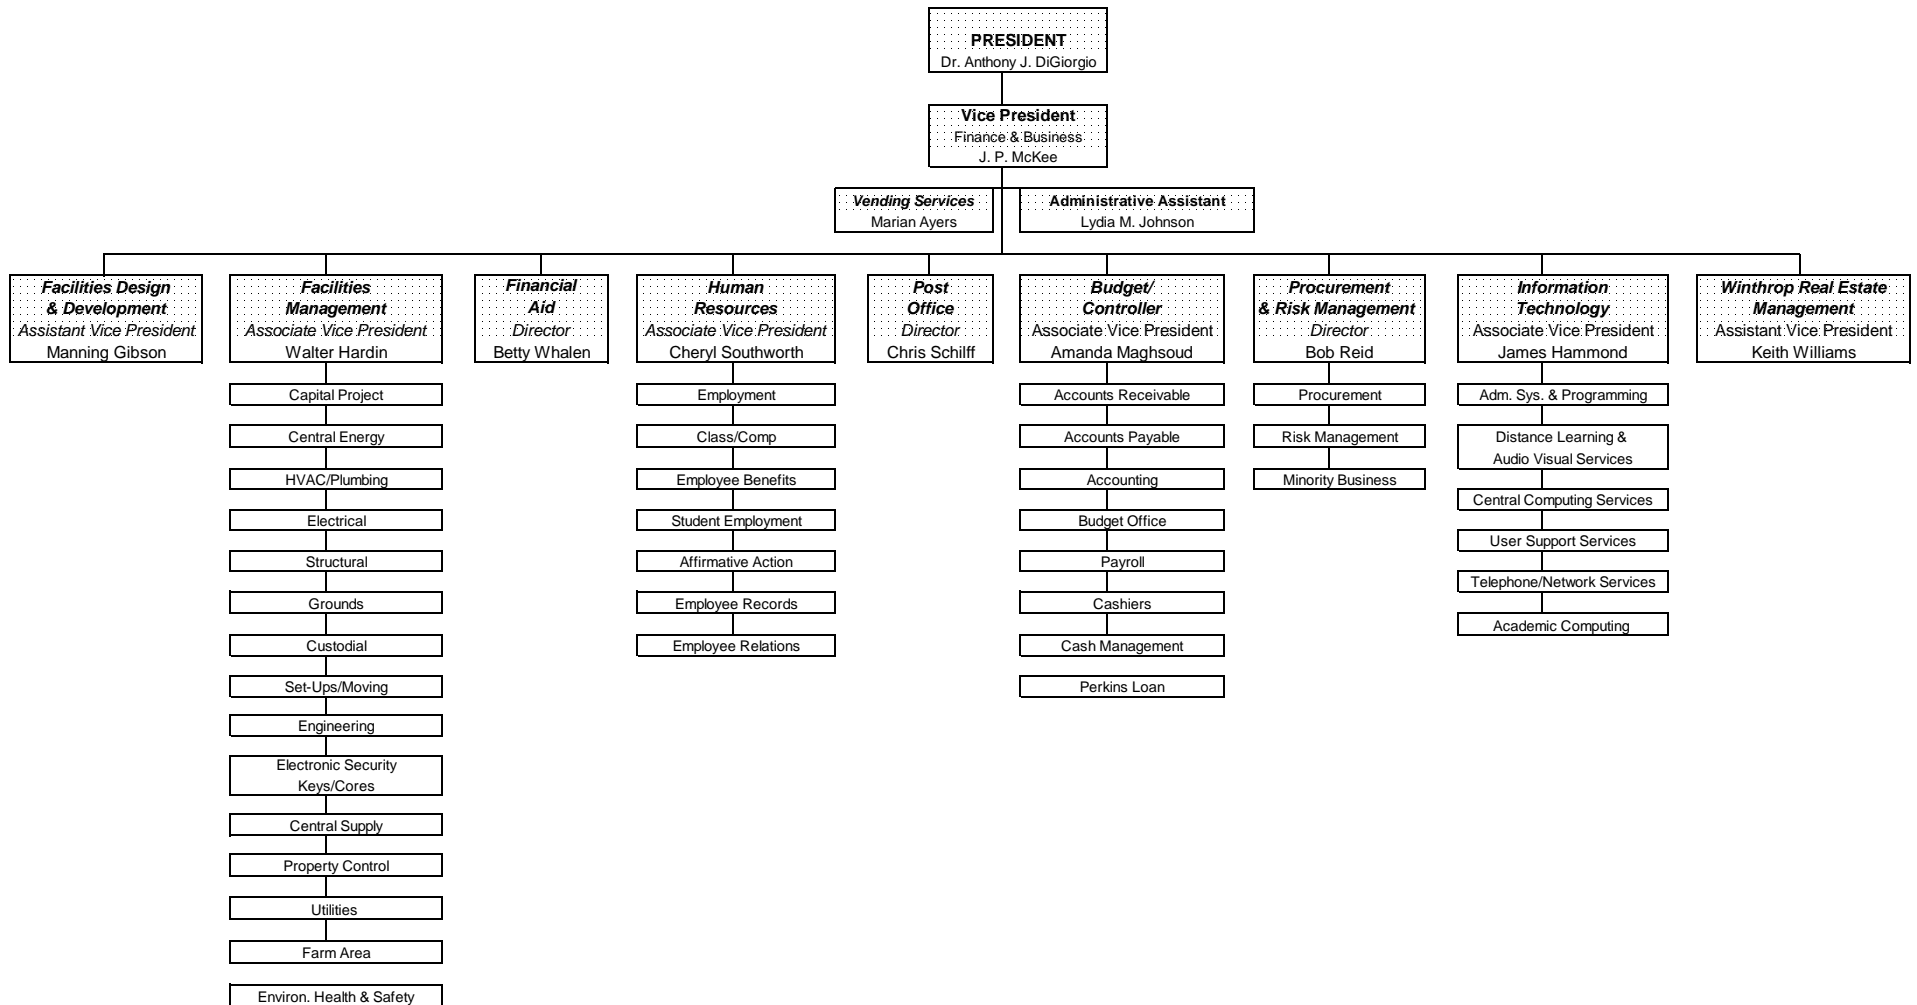 PRESIDENT
Dr. Anthony J. DiGiorgio
Vice President
Finance & Business
J. P. McKee
Vending Services
Marian Ayers
Administrative Assistant
Lydia M. Johnson
Facilities Design
& Development
Assistant Vice President
Manning Gibson
Facilities
Management
Associate Vice President
Walter Hardin
Capital Project
Central Energy
HVAC/Plumbing
Electrical
Structural
Grounds
Custodial
Set-Ups/Moving
Engineering
Electronic Security
Keys/Cores
Central Supply
Property Control
Utilities
Farm Area
Environ. Health & Safety
Financial
Aid
Director
Betty Whalen
Human
Resources
Associate Vice President
Cheryl Southworth
Employment
Class/Comp
Employee Benefits
Student Employment
Affirmative Action
Employee Records
Employee Relations
Post
Office
Director
Chris Schilff
Budget/
Controller
Associate Vice President
Amanda Maghsoud
Accounts Receivable
Accounts Payable
Accounting
Budget Office
Payroll
Cashiers
Cash Management
Perkins Loan
Procurement
& Risk Management
Director
Bob Reid
Procurement
Risk Management
Minority Business
Information
Technology
Associate Vice President
James Hammond
Adm. Sys. & Programming
Distance Learning &
Audio Visual Services
Central Computing Services
User Support Services
Telephone/Network Services
Academic Computing
Winthrop Real Estate
Management
Assistant Vice President
Keith Williams